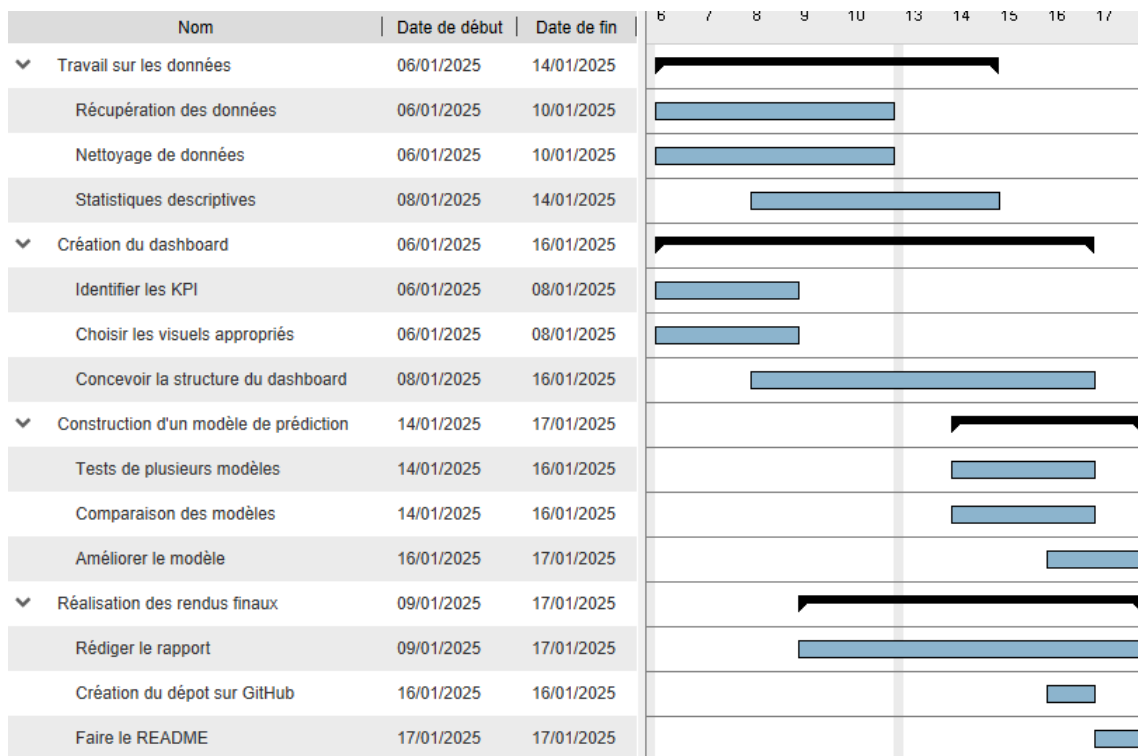 Nom Date de début Date de fin 6 7 8 9 10 13 14 15 16 17
Travail sur les données 06/01/2025 14/01/2025
Récupération des données 06/01/2025 10/01/2025
Nettoyage de données 06/01/2025 10/01/2025
Statistiques descriptives 08/01/2025 14/01/2025
Création du dashboard 06/01/2025 16/01/2025
Identifier les KPI 06/01/2025 08/01/2025
Choisir les visuels appropriés 06/01/2025 08/01/2025
Concevoir la structure du dashboard 08/01/2025 16/01/2025
Construction d'un modèle de prédiction 14/01/2025 17/01/2025
Tests de plusieurs modèles 14/01/2025 16/01/2025
Comparaison des modèles 14/01/2025 16/01/2025
Améliorer le modèle 16/01/2025 17/01/2025
Réalisation des rendus finaux 09/01/2025 17/01/2025
Rédiger le rapport 09/01/2025 17/01/2025
Création du dépot sur GitHub 16/01/2025 16/01/2025
Faire le README 17/01/2025 17/01/2025